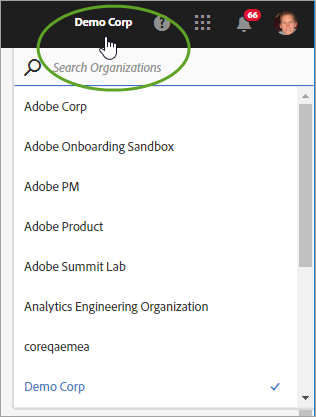 Demo Corp
?
66
Search Organizations
Adobe Corp
Adobe Onboarding Sandbox
Adobe PM
Adobe Product
Adobe Summit Lab
Analytics Engineering Organization
coreqaemea
Demo Corp